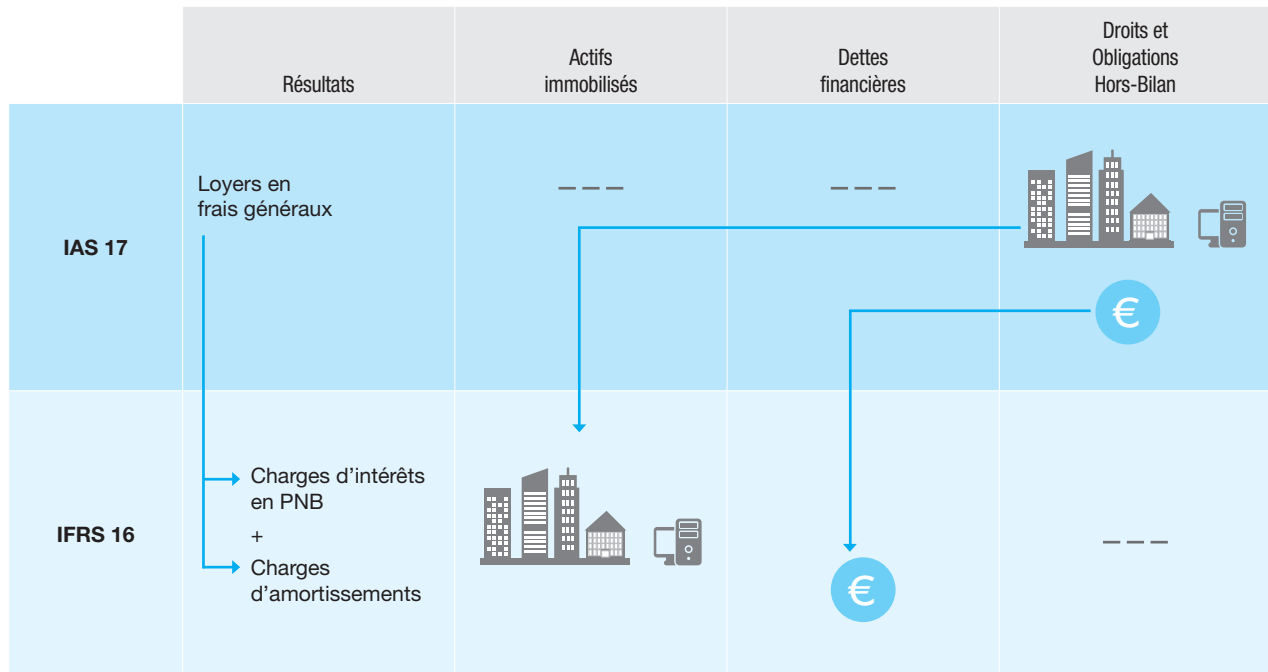 Résultats
Actifs
immobilisés
Dettes
financières
Droits et
Obligations
Hors-Bilan
IAS 17
Loyers en
frais généraux
_ _ _
_ _ _
€
IFRS 16
Charges d’intérêts
en PNB
+
Charges
d’amortissements
€
_ _ _